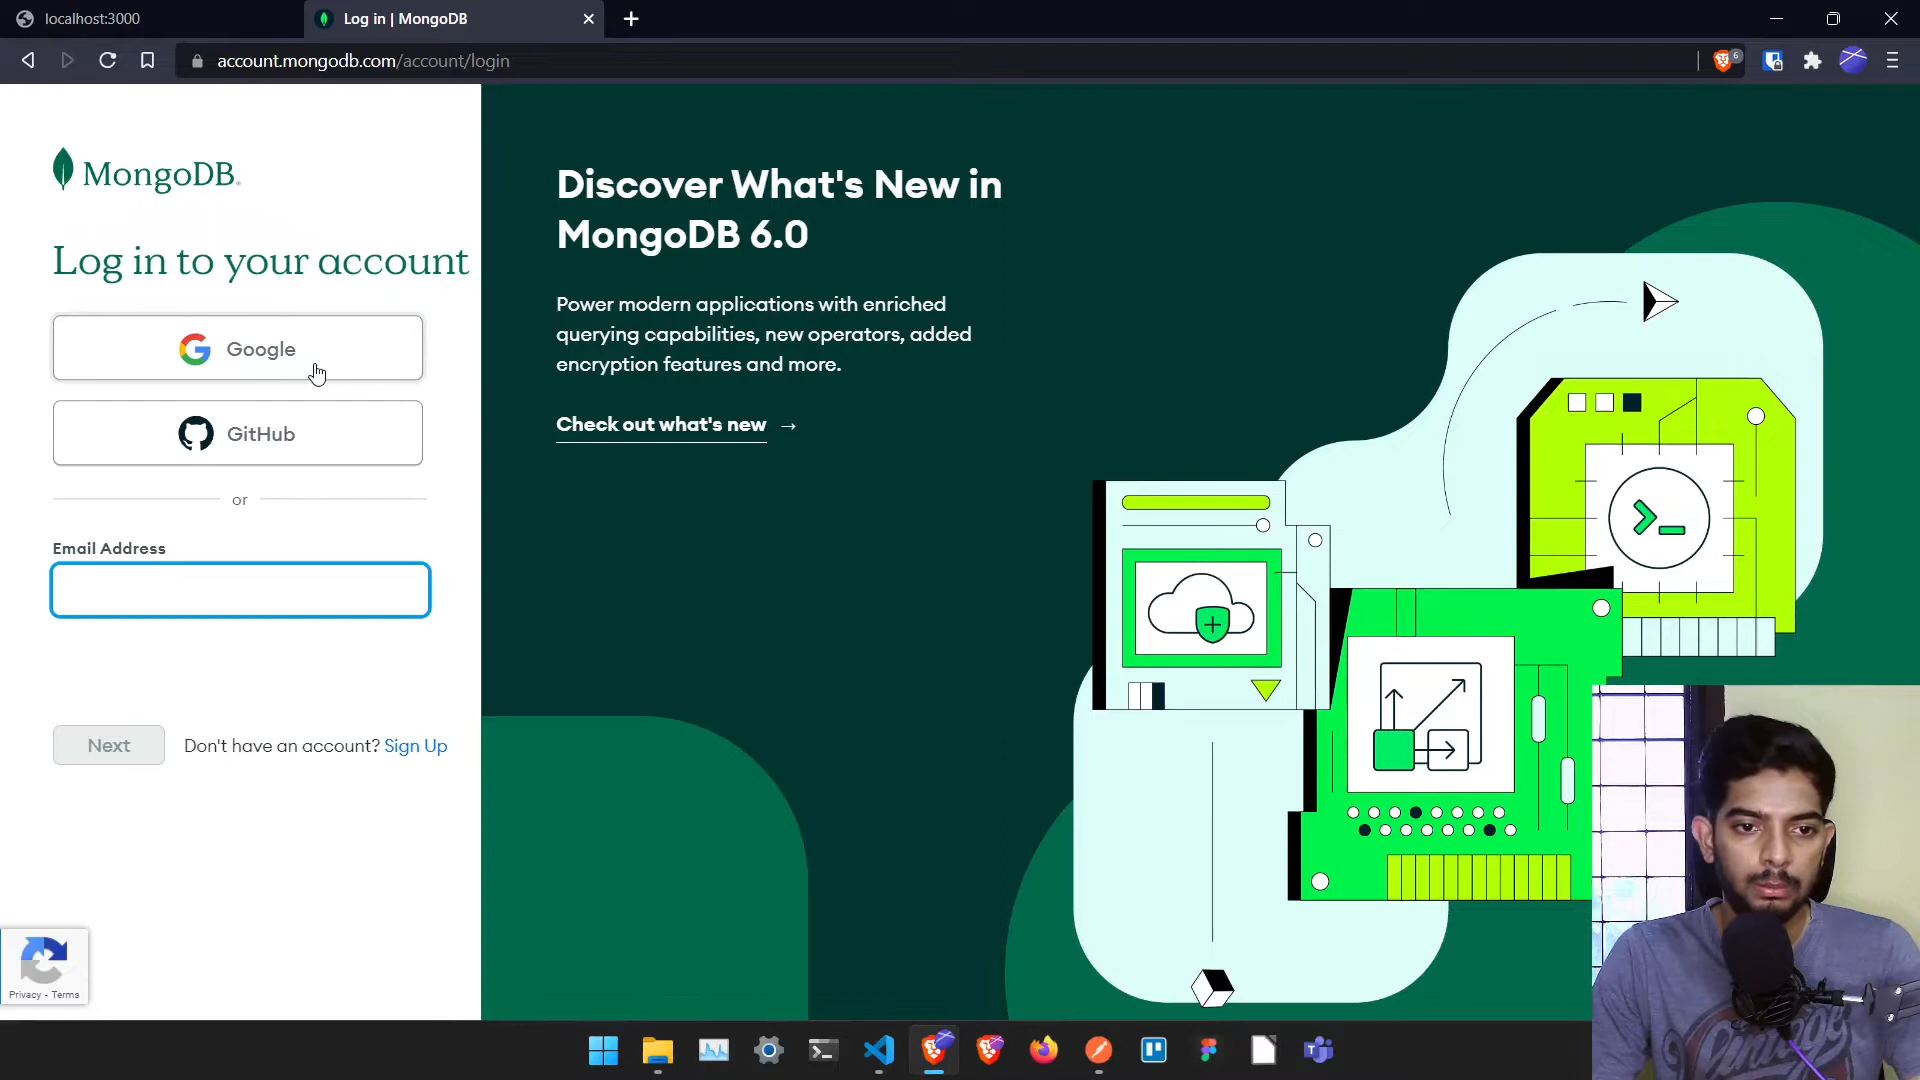 localhost:3000
Log in | MongoDB
account.mongodb.com/account/login
6
MongoDB
Log in to your account
Google
GitHub
or
Email Address
Next
Don't have an account? Sign Up
Privacy - Terms
Discover What's New in
MongoDB 6.0
Power modern applications with enriched
querying capabilities, new operators, added
encryption features and more.
Check out what's new →